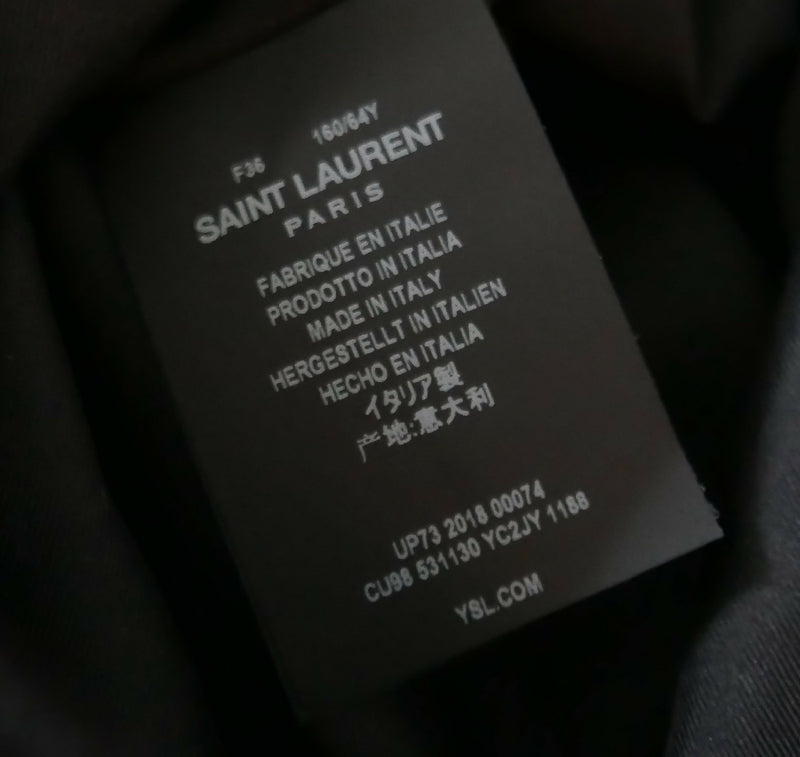 F36 160/64Y
SAINT LAURENT
PARIS
FABRIQUE EN ITALIE
PRODOTTO IN ITALIA
MADE IN ITALY
HERGESTELLT IN ITALIEN
HECHO EN ITALIA
イタリア製
产地:意大利
UP73 2018 00074
CU98 531130 YC2JY 1188
YSL.COM